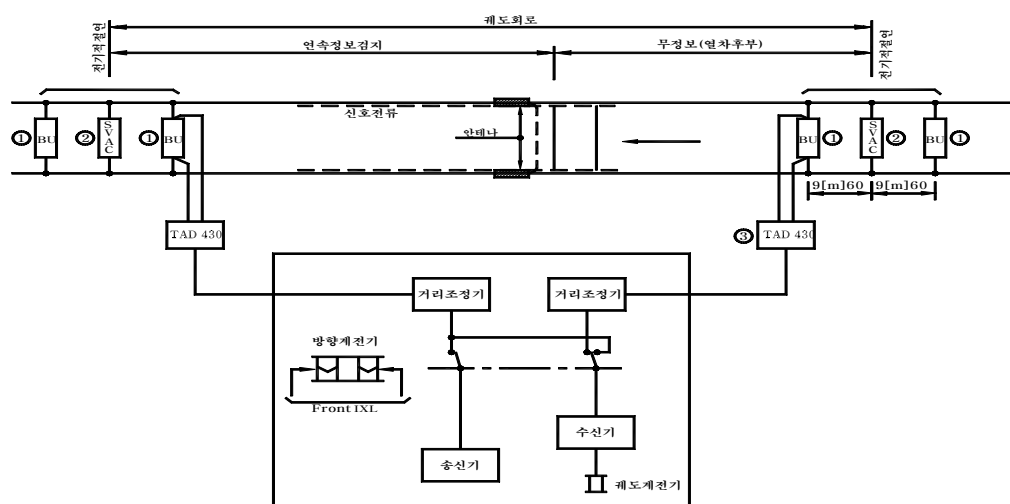 궤도회로
전기적절연
연속정보검지
무정보(열차후부)
전기적절연
신호전류
① BU ② SVAC ① BU
안테나
BU ① SVAC ② BU ①
9[m]60 9[m]60
TAD 430
③ TAD 430
거리조정기 거리조정기
방향계전기
Front IXL
수신기
송신기
궤도계전기